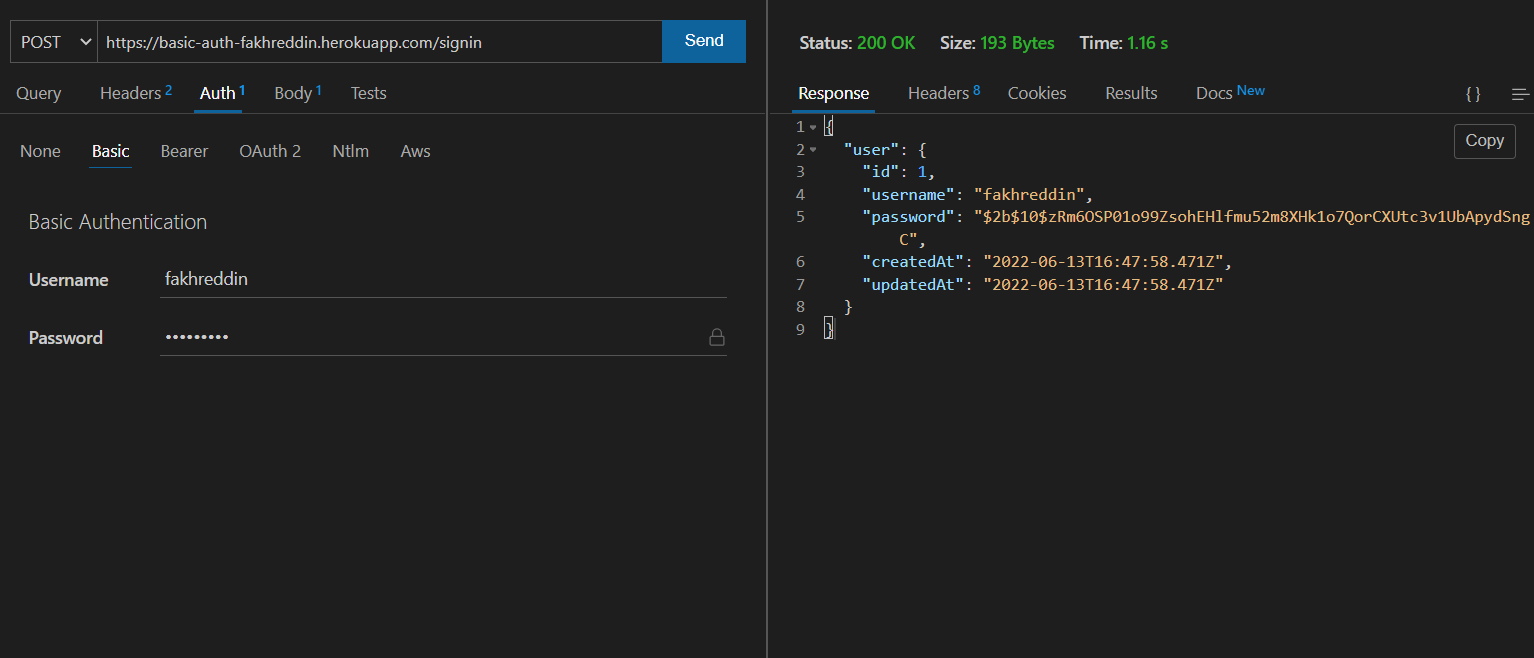 POST https://basic-auth-fakhreddin.herokuapp.com/signin Send
Query Headers 2 Auth 1 Body 1 Tests
None Basic Bearer OAuth 2 Ntlm Aws
Basic Authentication
Username fakhreddin
Password •••••••••
Status: 200 OK Size: 193 Bytes Time: 1.16 s
Response Headers 8 Cookies Results Docs New { }
Copy
1 {
2 "user": {
3 "id": 1,
4 "username": "fakhreddin",
5 "password": "$2b$10$zRm6OSP01o99ZsohEHlfmu52m8XHk1o7QorCXUtc3v1UbApydSng
C",
6 "createdAt": "2022-06-13T16:47:58.471Z",
7 "updatedAt": "2022-06-13T16:47:58.471Z"
8 }
9 }